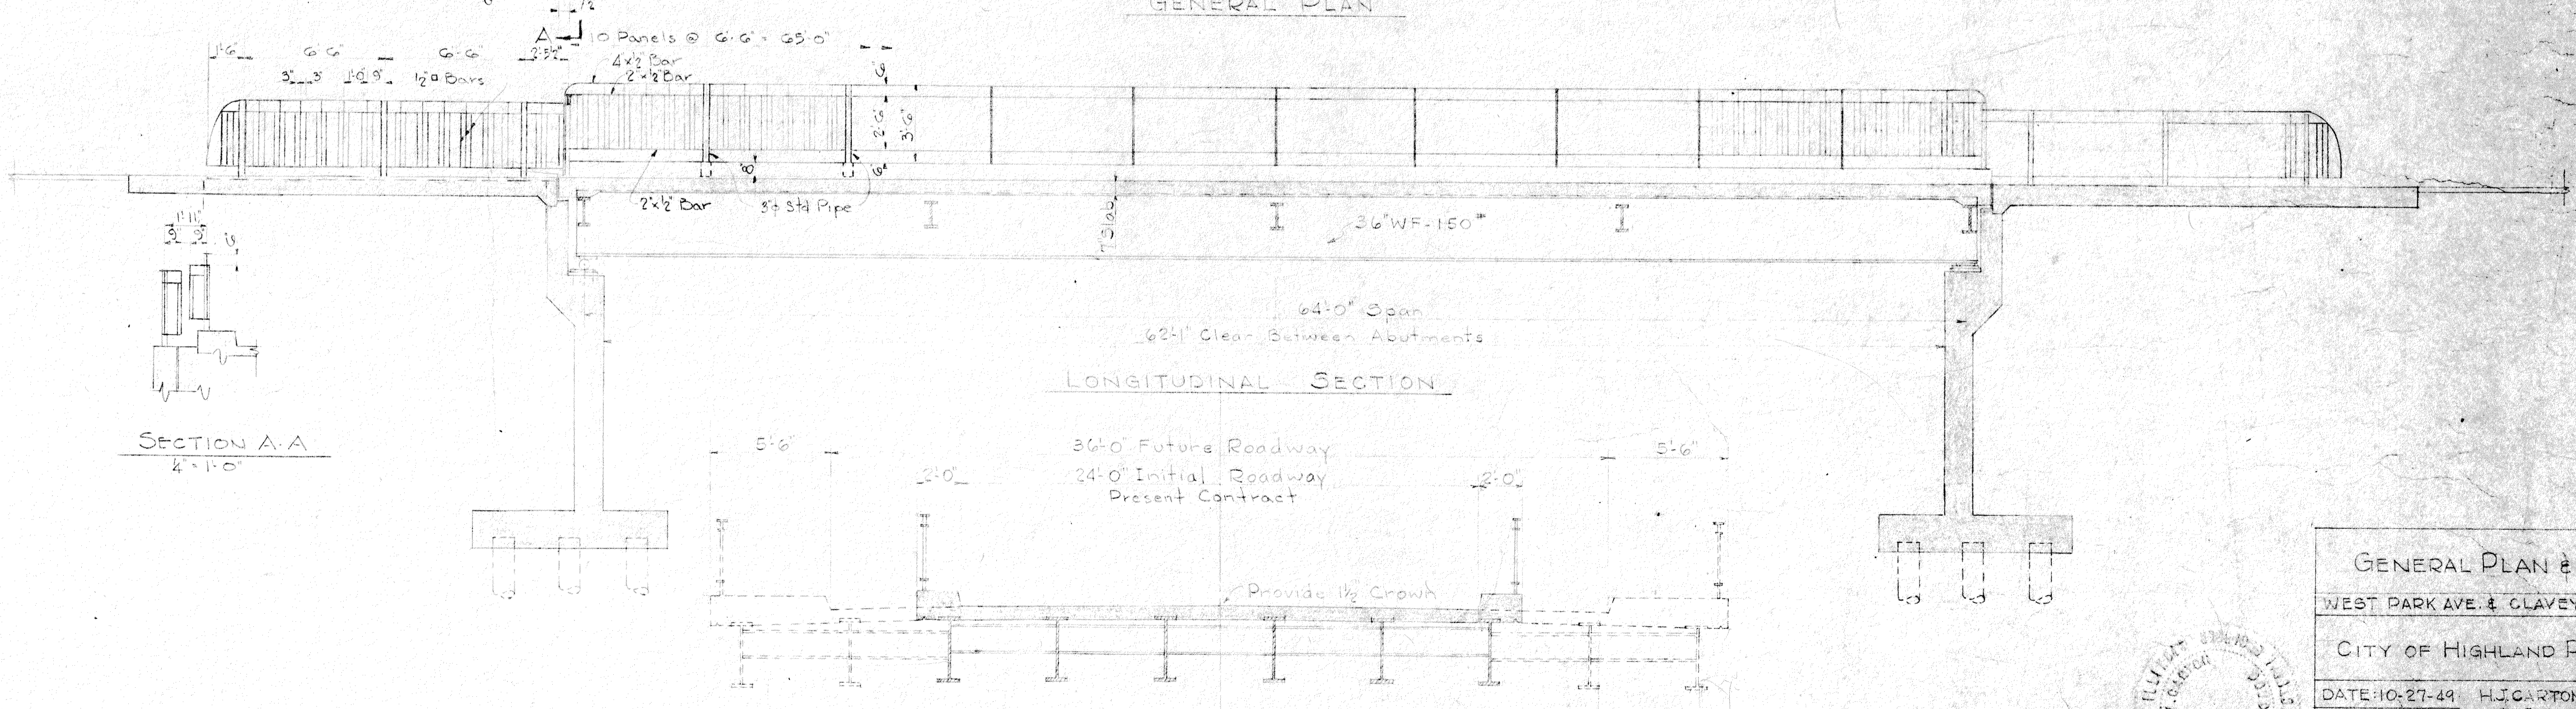 GENERAL PLAN
A
10 Panels @ 6'-6" = 65'-0"
1'-6"
6'-6"
6'-6"
2'-5½"
4"x½" Bar
2"x½" Bar
3"
3"
1'-0"
9"
½"□ Bars
6"
2'-6"
3'-6"
8"
6"
2"x½" Bar
3"φ Std Pipe
7" Slab
36" WF-150#
1'-11"
9"
9"
6"
64'-0" Span
62'-1" Clear Between Abutments
LONGITUDINAL SECTION
SECTION A-A
¼" = 1'-0"
5'-6"
36'-0" Future Roadway
5'-6"
2'-0"
24'-0" Initial Roadway
2'-0"
Present Contract
Provide 1½" Crown
GENERAL PLAN &
WEST PARK AVE. & CLAVEY
CITY OF HIGHLAND P
DATE: 10-27-49 H.J. CARTON